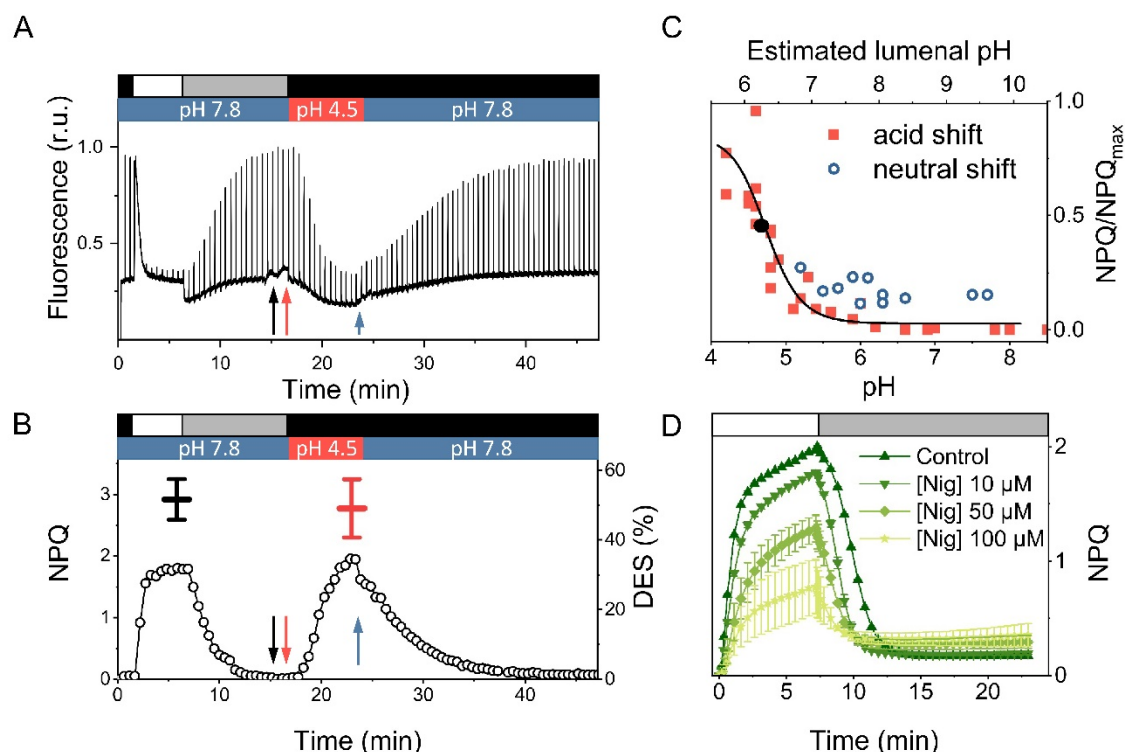 A
pH 7.8
pH 4.5
pH 7.8
Fluorescence (r.u.)
1.0
0.5
0
10
20
30
40
Time (min)
B
pH 7.8
pH 4.5
pH 7.8
NPQ
3
2
1
0
DES (%)
60
40
20
0
0
10
20
30
40
Time (min)
C
Estimated lumenal pH
6
7
8
9
10
acid shift
neutral shift
1.0
0.5
0.0
NPQ/NPQmax
4
5
6
7
8
pH
D
Control
[Nig] 10 µM
[Nig] 50 µM
[Nig] 100 µM
2
1
0
NPQ
0
5
10
15
20
Time (min)